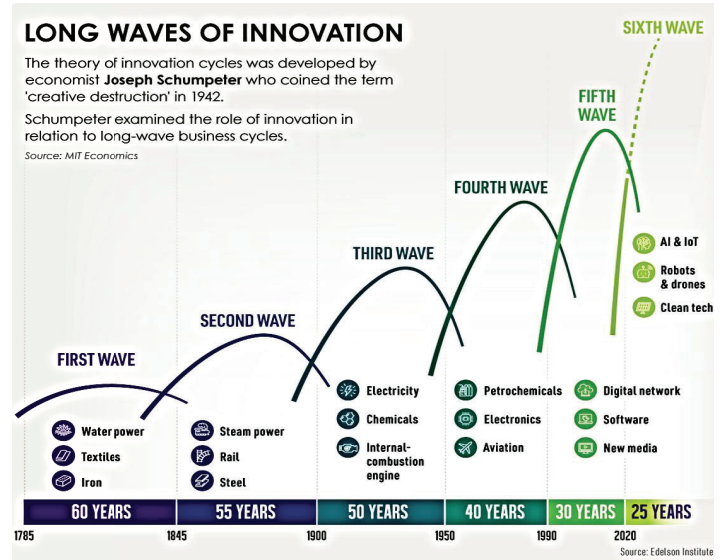 LONG WAVES OF INNOVATION
The theory of innovation cycles was developed by
economist Joseph Schumpeter who coined the term
'creative destruction' in 1942.
Schumpeter examined the role of innovation in
relation to long-wave business cycles.
Source: MIT Economics
SIXTH WAVE
FIFTH
WAVE
FOURTH WAVE
THIRD WAVE
SECOND WAVE
FIRST WAVE
Water power
Textiles
Iron
Steam power
Rail
Steel
Electricity
Chemicals
Internal-
combustion
engine
Petrochemicals
Electronics
Aviation
Digital network
Software
New media
AI & IoT
Robots
& drones
Clean tech
60 YEARS
55 YEARS
50 YEARS
40 YEARS
30 YEARS
25 YEARS
1785
1845
1900
1950
1990
2020
Source: Edelson Institute